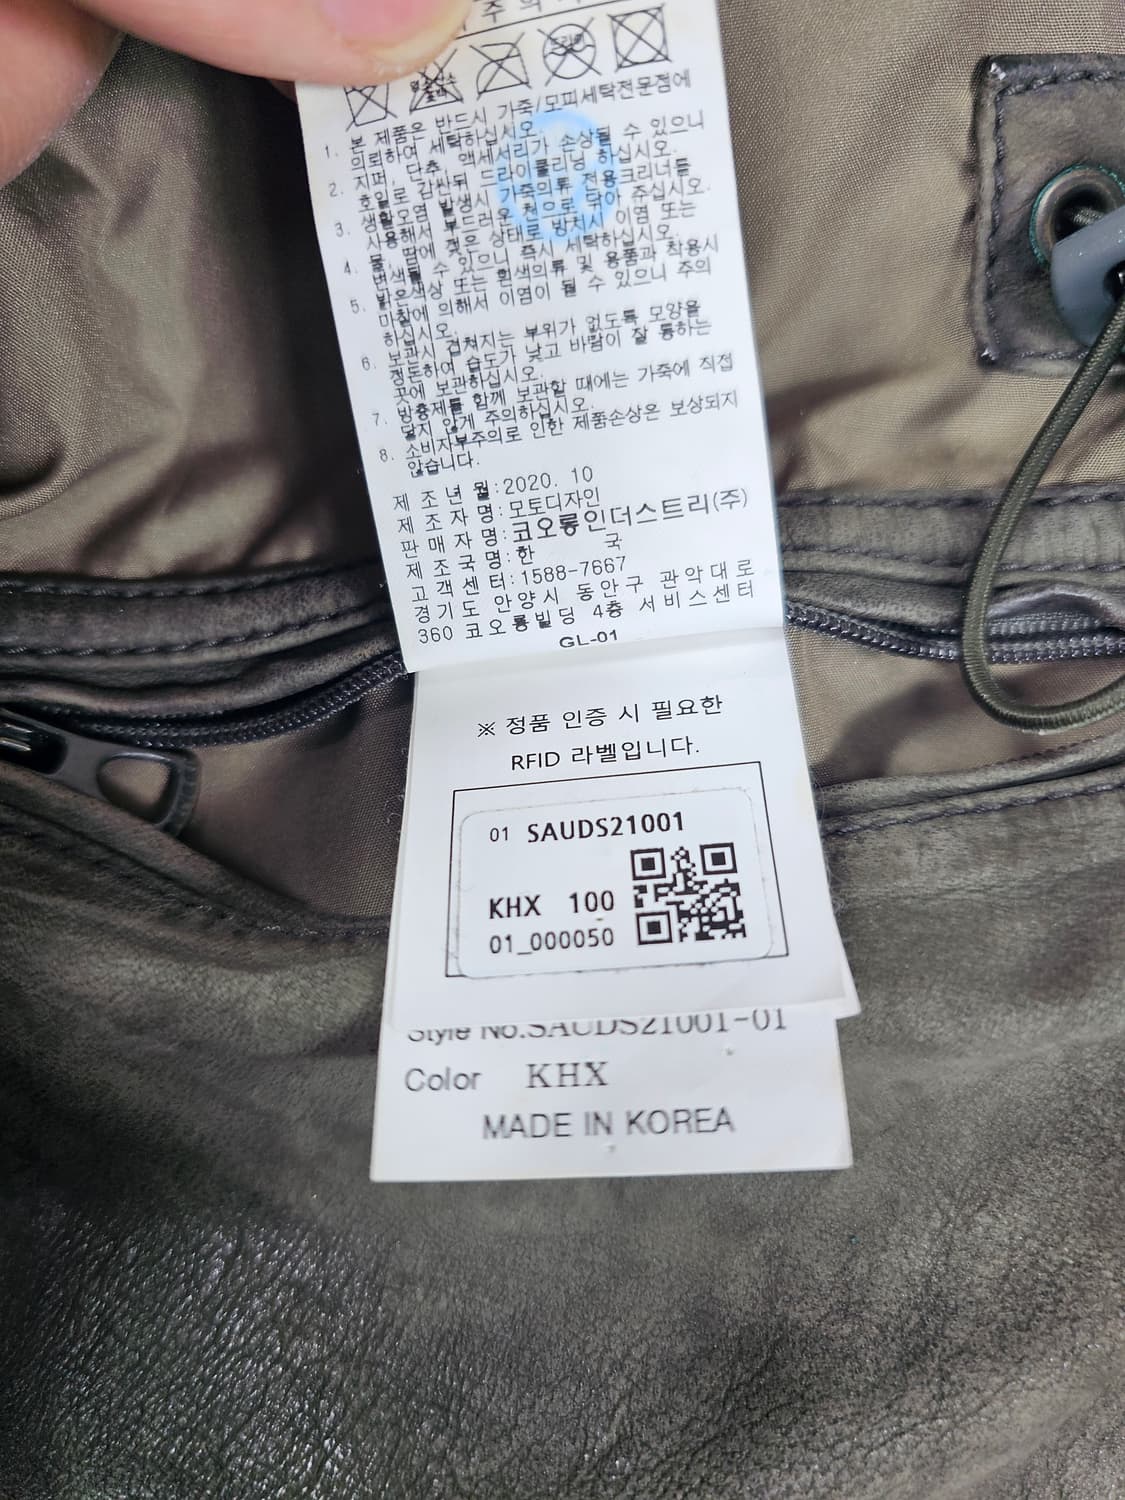 주 의 사
드라이
1. 본 제품은 반드시 가죽/모피세탁전문점에
의뢰하여 세탁하십시오.
2. 지퍼, 단추, 액세서리가 손상될 수 있으니
호일로 감싼뒤 드라이클리닝 하십시오.
3. 생활오염 발생시 가죽의류 전용크리너를
사용해서 부드러운 천으로 닦아 주십시오.
4. 물, 땀에 젖은 상태로 방치시 이염 또는
변색될 수 있으니 즉시 세탁하십시오.
5. 밝은색상 또는 흰색의류 및 용품과 착용시
마찰에 의해서 이염이 될 수 있으니 주의
하십시오.
6. 보관시 겹쳐지는 부위가 없도록 모양을
정돈하여 습도가 낮고 바람이 잘 통하는
곳에 보관하십시오.
7. 방충제를 함께 보관할 때에는 가죽에 직접
닿지 않게 주의하십시오.
8. 소비자부주의로 인한 제품손상은 보상되지
않습니다.
제 조 년 월:2020. 10
제 조 자 명:모토디자인
판 매 자 명:코오롱인더스트리(주)
제 조 국 명:한 국
고 객 센 터:1588-7667
경 기 도 안 양 시 동 안 구 관 악 대 로
360 코 오 롱 빌 딩 4층 서 비 스 센 터
GL-01
※ 정품 인증 시 필요한
RFID 라벨입니다.
01 SAUDS21001
KHX 100
01_000050
Style No.SAUDS21001-01
Color KHX
MADE IN KOREA